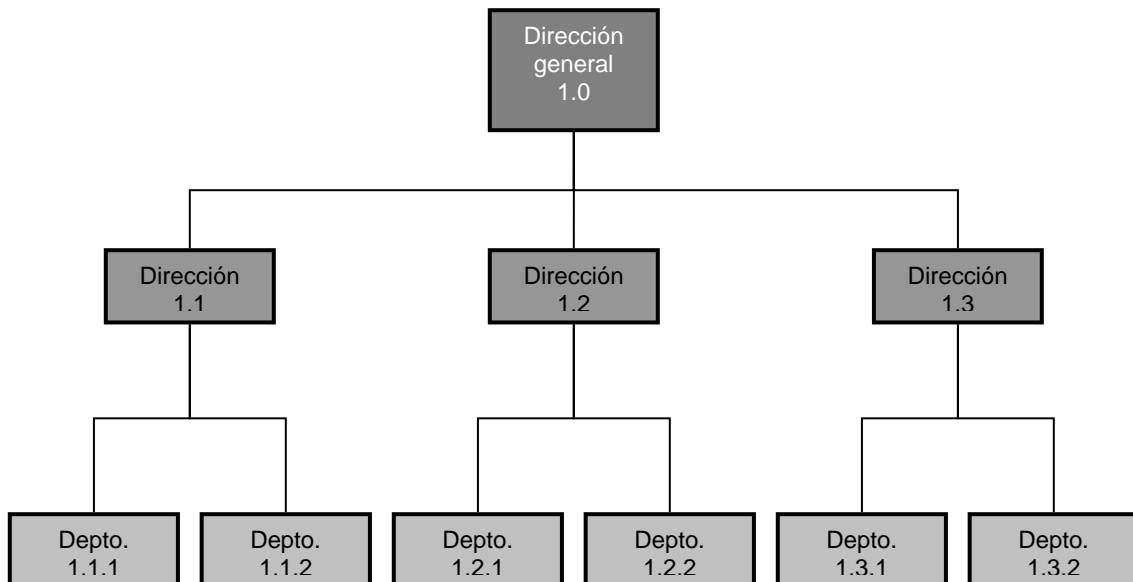 Dirección
general
1.0
Dirección
1.1
Dirección
1.2
Dirección
1.3
Depto.
1.1.1
Depto.
1.1.2
Depto.
1.2.1
Depto.
1.2.2
Depto.
1.3.1
Depto.
1.3.2